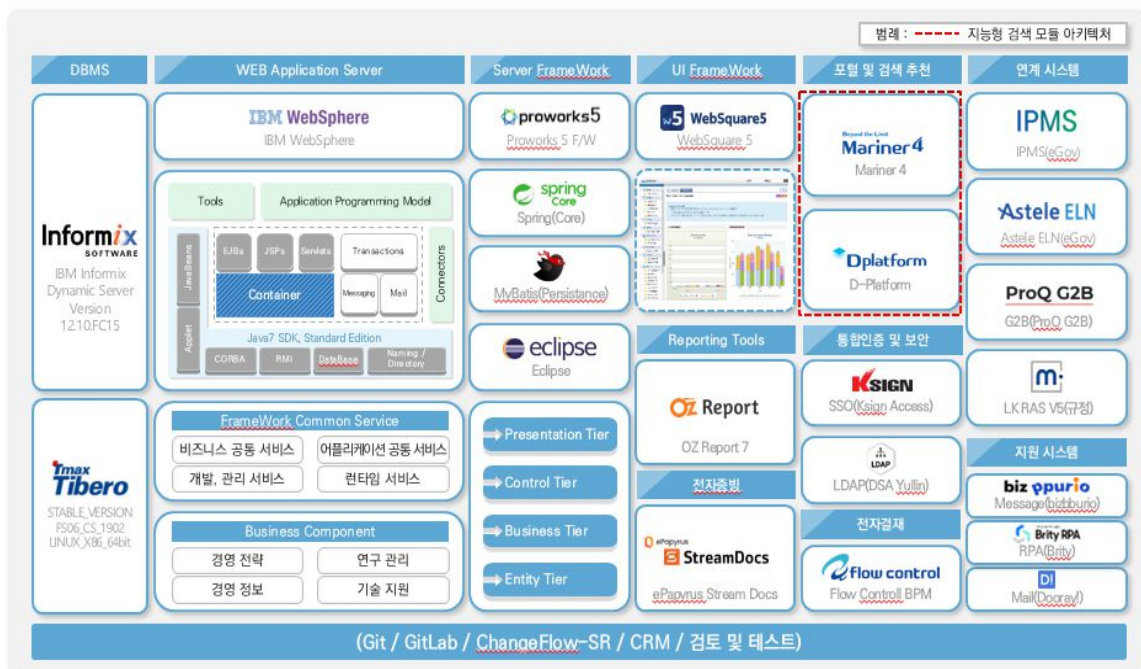 범례 : 지능형 검색 모듈 아키텍처
DBMS
WEB Application Server
Server FrameWork
UI FrameWork
포털 및 검색 추천
연계 시스템
Informix
SOFTWARE
IBM Informix
Dynamic Server
Version
12.10.FC15
Tmax
Tibero
STABLE_VERSION
FS06_CS_1902
LINUX_X86_64bit
IBM WebSphere
IBM WebSphere
Tools
Application Programming Model
JavaBeans
Applet
EJBs
JSPs
Servlets
Transactions
Container
Messaging
Mail
Connectors
Java7 SDK, Standard Edition
CORBA
RMI
DateBase
Naming /
Directory
FrameWork Common Service
비즈니스 공통 서비스
어플리케이션 공통 서비스
개발, 관리 서비스
런타임 서비스
Business Component
경영 전략
연구 관리
경영 정보
기술 지원
proworks5
Proworks 5 F/W
spring
Core
Spring(Core)
MyBatis(Persistance)
eclipse
Eclipse
Presentation Tier
Control Tier
Business Tier
Entity Tier
w5 WebSquare5
WebSquare 5
Reporting Tools
OZ Report
OZ Report 7
전자증빙
ePapyrus
StreamDocs
ePapyrus Stream Docs
Beyond the Limit
Mariner 4
Mariner 4
Dplatform
D-Platform
통합인증 및 보안
KSIGN
SSO(Ksign Access)
LDAP
LDAP(DSA Yullin)
전자결재
flow control
Flow Controll BPM
IPMS
IPMS(eGov)
Astele ELN
Astele ELN(eGov)
ProQ G2B
G2B(ProQ G2B)
m
LKRAS V5(규정)
지원 시스템
biz ppurio
Message(bizbburio)
Brity RPA
RPA(Brity)
D!
Mail(Dooray!)
(Git / GitLab / ChangeFlow-SR / CRM / 검토 및 테스트)